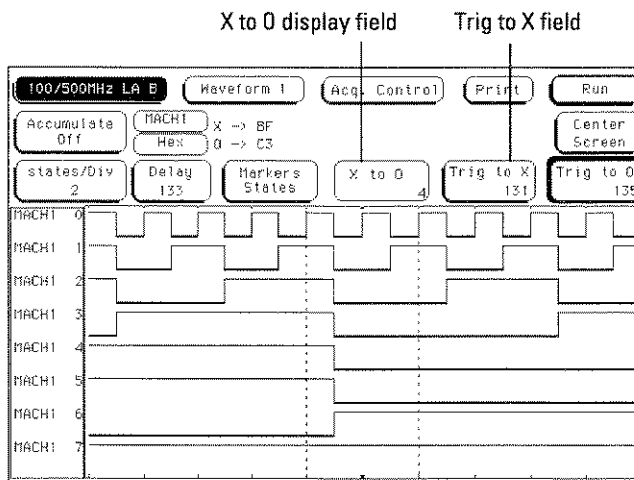 X to O display field Trig to X field
100/500MHz LA B Waveform 1 Acq. Control Print Run
Accumulate Off MACH1 X -> BF Center Screen
Hex O -> C3
states/Div 2 Delay 133 Markers States X to O 4 Trig to X 131 Trig to O 135
MACH1 0
MACH1 1
MACH1 2
MACH1 3
MACH1 4
MACH1 5
MACH1 6
MACH1 7